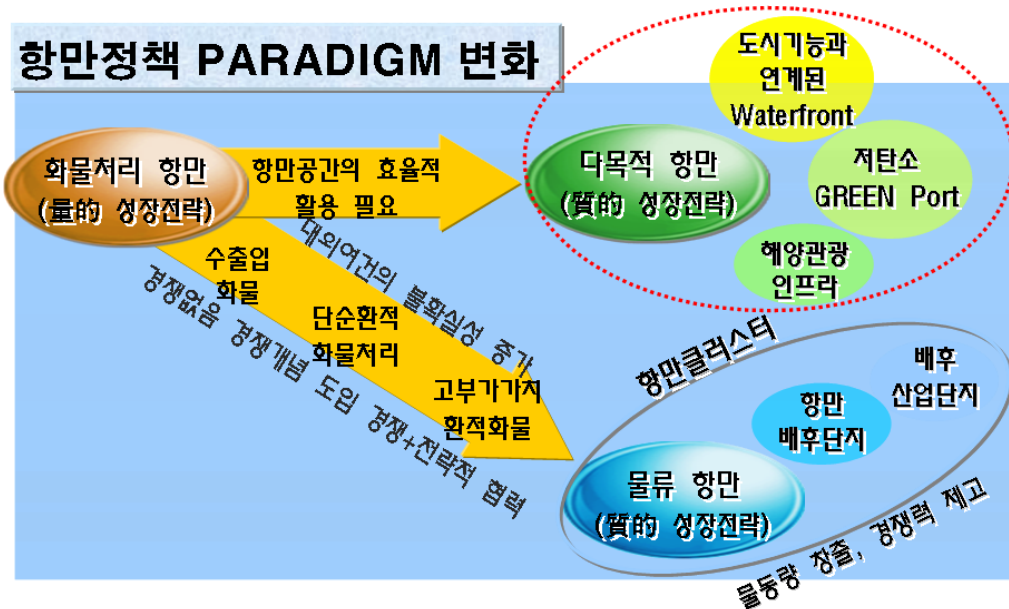 항만정책 PARADIGM 변화
도시기능과
연계된
Waterfront
화물처리 항만
(量的 성장전략)
항만공간의 효율적
활용 필요
다목적 항만
(質的 성장전략)
저탄소
GREEN Port
해양관광
인프라
대외여건의 불확실성 증가
수출입
화물
단순환적
화물처리
고부가가치
환적화물
경쟁없음 경쟁개념 도입 경쟁+전략적 협력
항만클러스터
배후
산업단지
항만
배후단지
물류 항만
(質的 성장전략)
물동량 창출, 경쟁력 제고